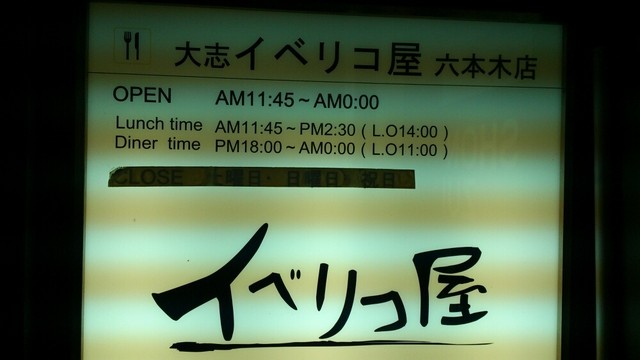 大志イベリコ屋 六本木店
OPEN AM11:45~AM0:00
Lunch time AM11:45~PM2:30 ( L.O14:00 )
Diner time PM18:00~AM0:00 ( L.O11:00 )
CLOSE 土曜日・日曜日・祝日
イベリコ屋